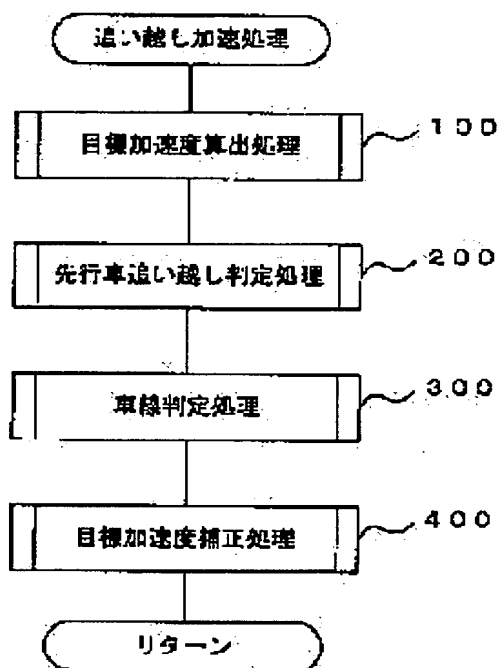 追い越し加速処理
目標加速度算出処理
100
先行車追い越し判定処理
200
車線判定処理
300
目標加速度補正処理
400
リターン